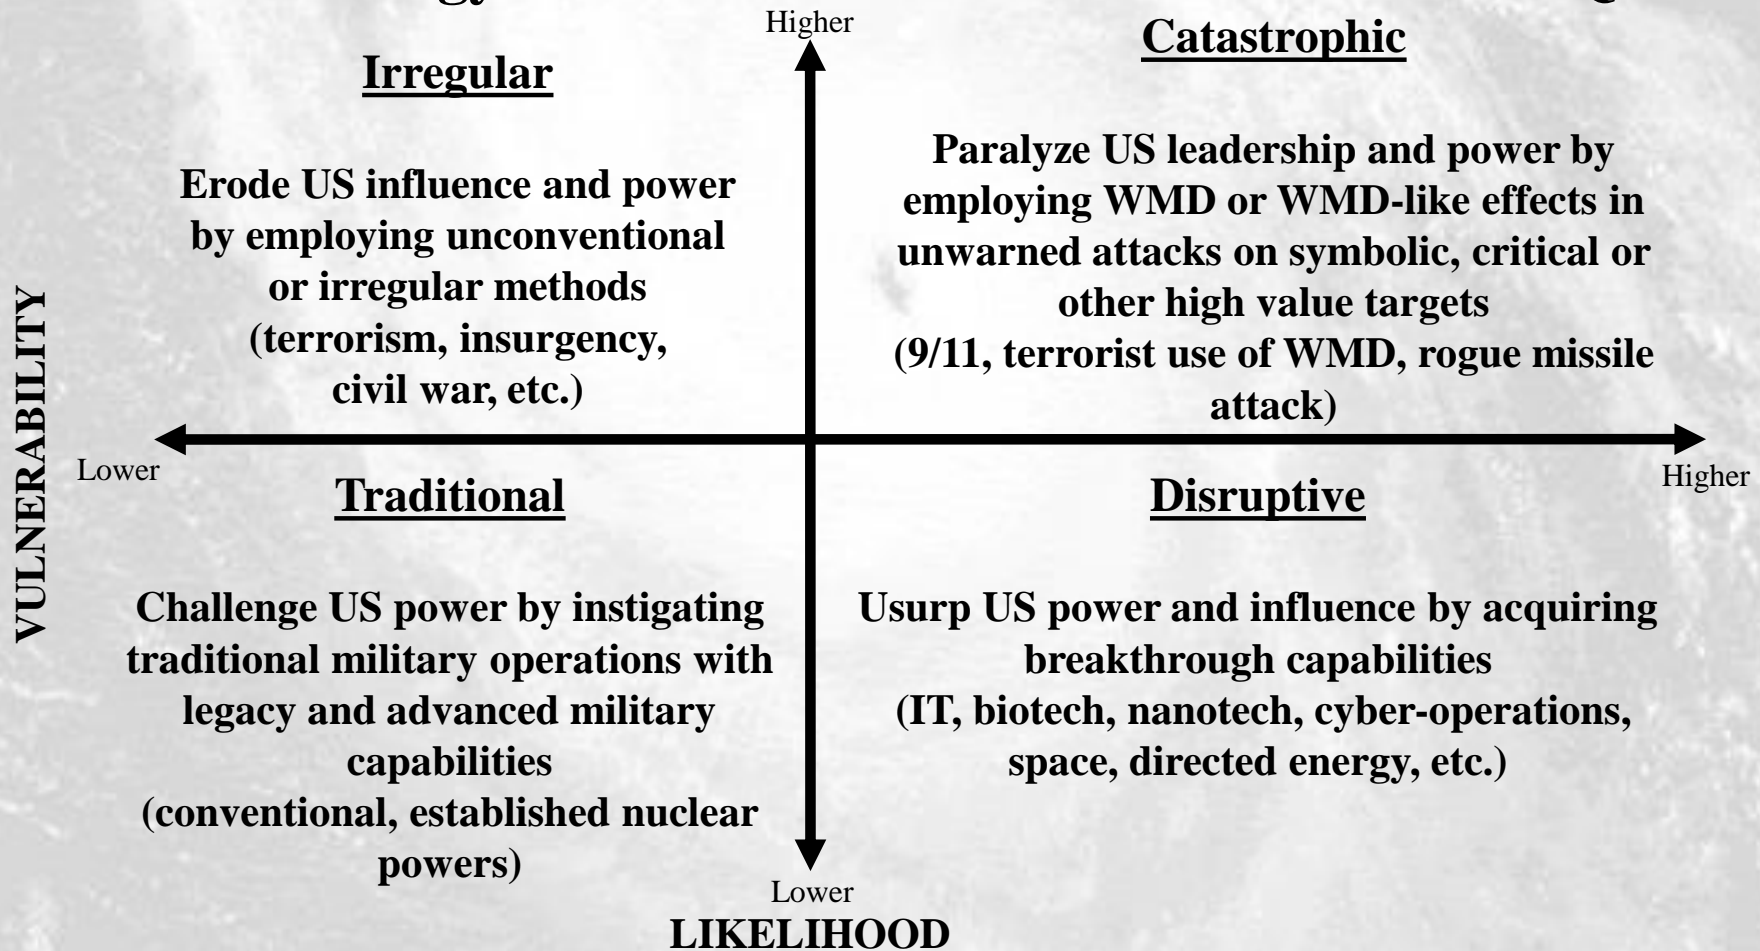 Higher
Irregular
Erode US influence and power
by employing unconventional
or irregular methods
(terrorism, insurgency,
civil war, etc.)
Catastrophic
Paralyze US leadership and power by
employing WMD or WMD-like effects in
unwarned attacks on symbolic, critical or
other high value targets
(9/11, terrorist use of WMD, rogue missile
attack)
VULNERABILITY
Lower
Higher
Traditional
Challenge US power by instigating
traditional military operations with
legacy and advanced military
capabilities
(conventional, established nuclear
powers)
Disruptive
Usurp US power and influence by acquiring
breakthrough capabilities
(IT, biotech, nanotech, cyber-operations,
space, directed energy, etc.)
Lower
LIKELIHOOD